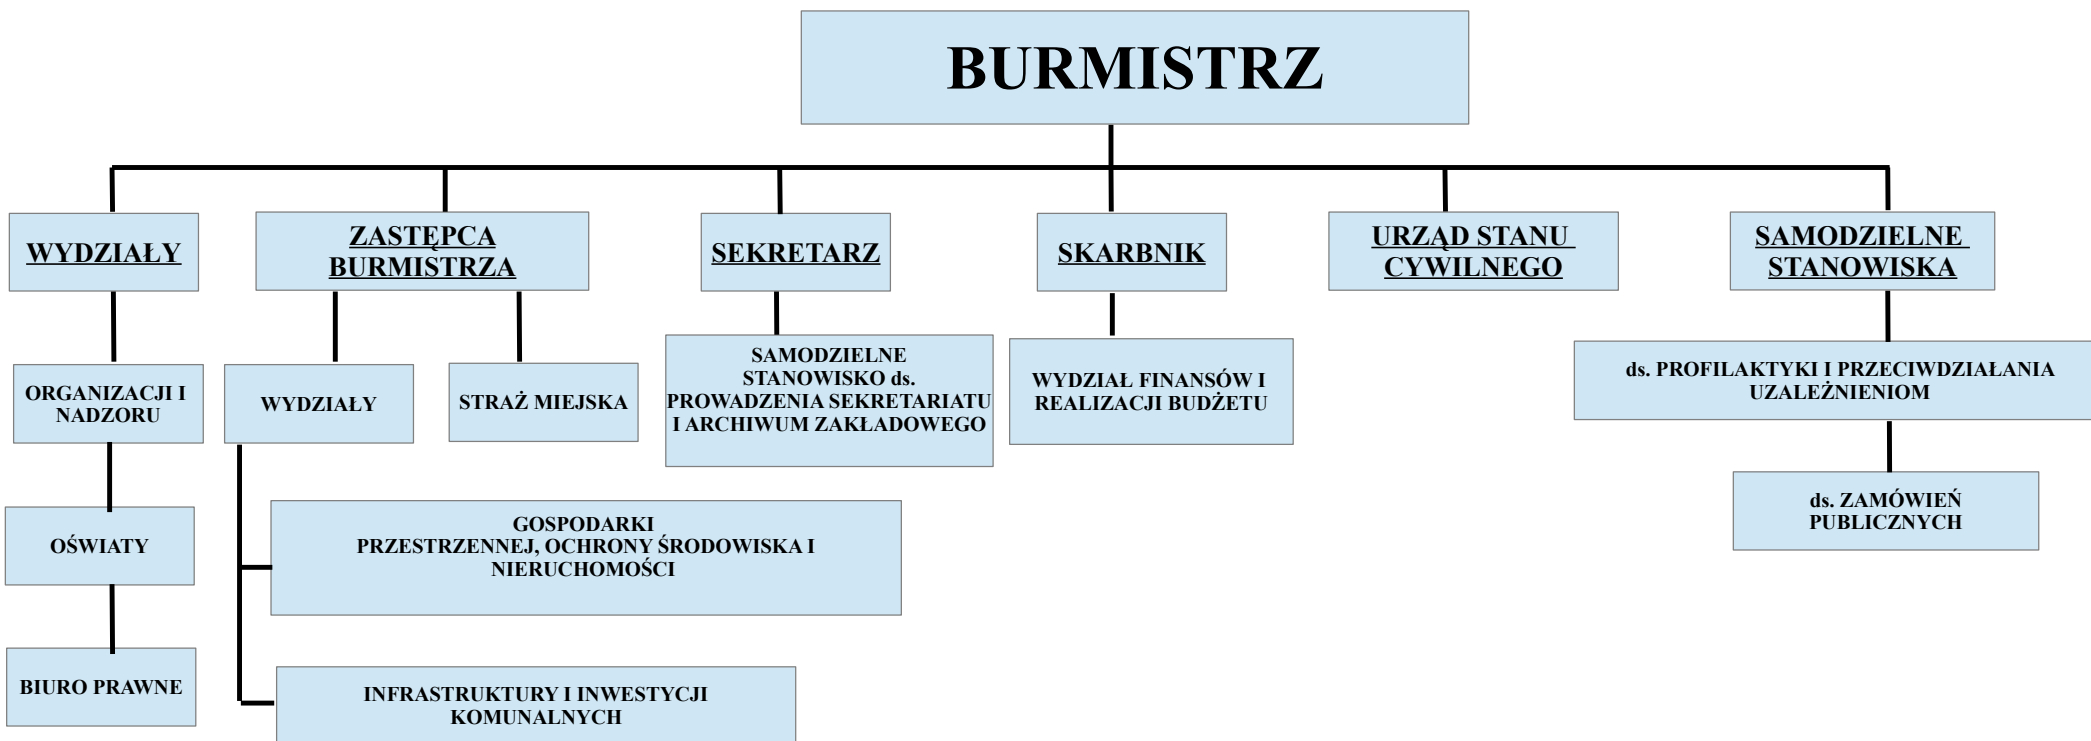 BURMISTRZ
WYDZIAŁY
ZASTĘPCA
BURMISTRZA
SEKRETARZ
SKARBNIK
URZĄD STANU
CYWILNEGO
SAMODZIELNE
STANOWISKA
ORGANIZACJI I
NADZORU
WYDZIAŁY
STRAŻ MIEJSKA
SAMODZIELNE
STANOWISKO ds.
PROWADZENIA SEKRETARIATU
I ARCHIWUM ZAKŁADOWEGO
WYDZIAŁ FINANSÓW I
REALIZACJI BUDŻETU
ds. PROFILAKTYKI I PRZECIWDZIAŁANIA
UZALEŻNIENIOM
OŚWIATY
GOSPODARKI
PRZESTRZENNEJ, OCHRONY ŚRODOWISKA I
NIERUCHOMOŚCI
ds. ZAMÓWIEŃ
PUBLICZNYCH
BIURO PRAWNE
INFRASTRUKTURY I INWESTYCJI
KOMUNALNYCH